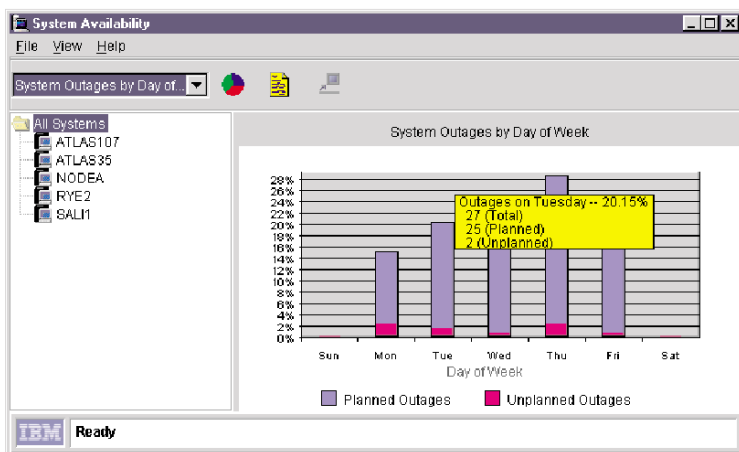 System Availability
File View Help
System Outages by Day of...
All Systems
ATLAS107
ATLAS35
NODEA
RYE2
SALI1
System Outages by Day of Week
28%
26%
24%
22%
20%
18%
16%
14%
12%
10%
8%
6%
4%
2%
0%
Outages on Tuesday -- 20.15%
27 (Total)
25 (Planned)
2 (Unplanned)
Sun Mon Tue Wed Thu Fri Sat
Day of Week
Planned Outages Unplanned Outages
IBM Ready